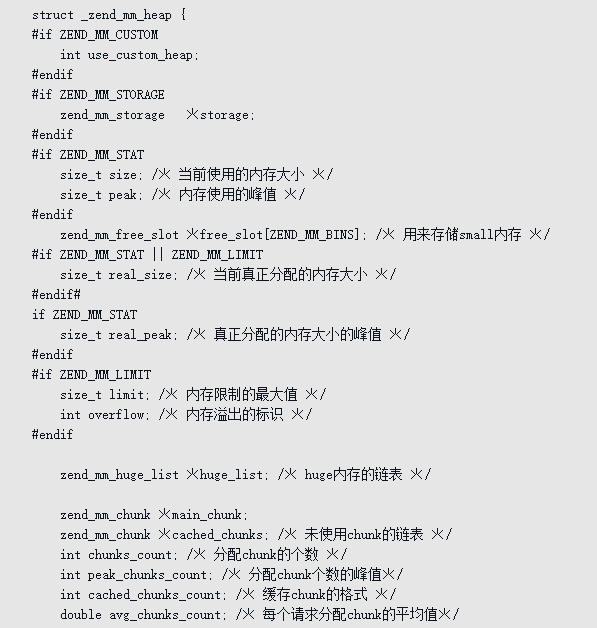 struct _zend_mm_heap {
#if ZEND_MM_CUSTOM
    int use_custom_heap;
#endif
#if ZEND_MM_STORAGE
    zend_mm_storage   *storage;
#endif
#if ZEND_MM_STAT
    size_t size; /* 当前使用的内存大小 */
    size_t peak; /* 内存使用的峰值 */
#endif
    zend_mm_free_slot *free_slot[ZEND_MM_BINS]; /* 用来存储small内存 */
#if ZEND_MM_STAT || ZEND_MM_LIMIT
    size_t real_size; /* 当前真正分配的内存大小 */
#endif#
if ZEND_MM_STAT
    size_t real_peak; /* 真正分配的内存大小的峰值 */
#endif
#if ZEND_MM_LIMIT
    size_t limit; /* 内存限制的最大值 */
    int overflow; /* 内存溢出的标识 */
#endif
    zend_mm_huge_list *huge_list; /* huge内存的链表 */
    zend_mm_chunk *main_chunk;
    zend_mm_chunk *cached_chunks; /* 未使用chunk的链表 */
    int chunks_count; /* 分配chunk的个数 */
    int peak_chunks_count; /* 分配chunk个数的峰值*/
    int cached_chunks_count; /* 缓存chunk的格式 */
    double avg_chunks_count; /* 每个请求分配chunk的平均值*/